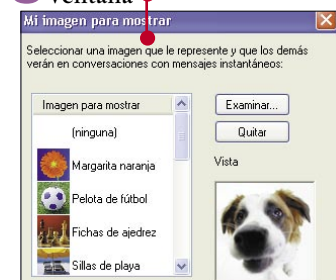 ventana
Mi imagen para mostrar
Seleccionar una imagen que le represente y que los demás
verán en conversaciones con mensajes instantáneos:
Imagen para mostrar
(ninguna)
Margarita naranja
Pelota de fútbol
Fichas de ajedrez
Sillas de playa
Examinar...
Quitar
Vista